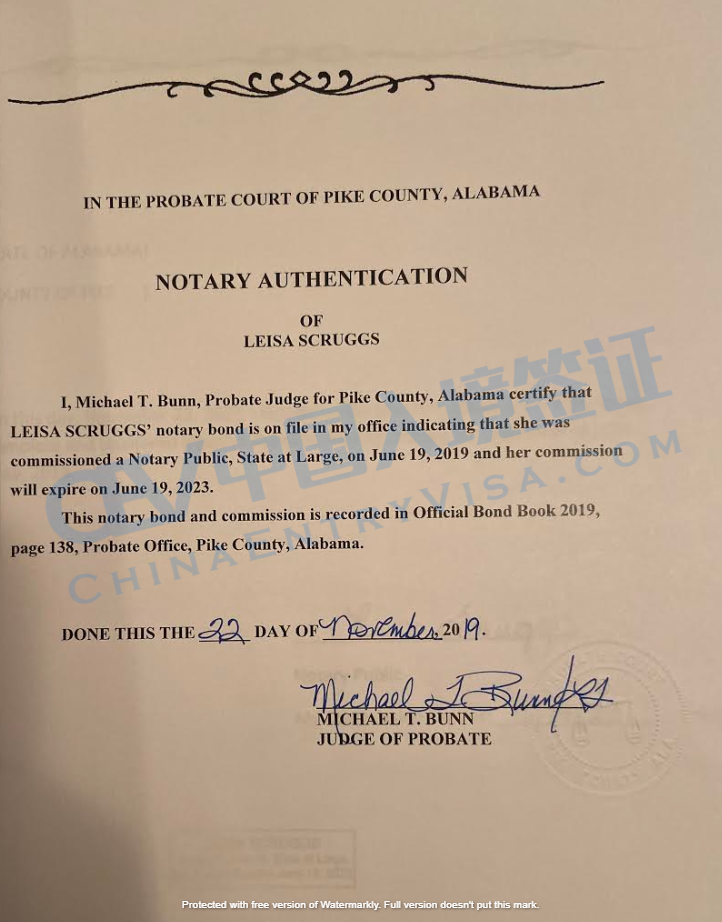 IN THE PROBATE COURT OF PIKE COUNTY, ALABAMA
NOTARY AUTHENTICATION
OF
LEISA SCRUGGS
I, Michael T. Bunn, Probate Judge for Pike County, Alabama certify that
LEISA SCRUGGS’ notary bond is on file in my office indicating that she was
commissioned a Notary Public, State at Large, on June 19, 2019 and her commission
will expire on June 19, 2023.
This notary bond and commission is recorded in Official Bond Book 2019,
page 138, Probate Office, Pike County, Alabama.
中国入境签证
CHINAENTRYVISA.COM
DONE THIS THE 22 DAY OF November, 2019.
Michael T. Bunn
MICHAEL T. BUNN
JUDGE OF PROBATE
Protected with free version of Watermarkly. Full version doesn't put this mark.